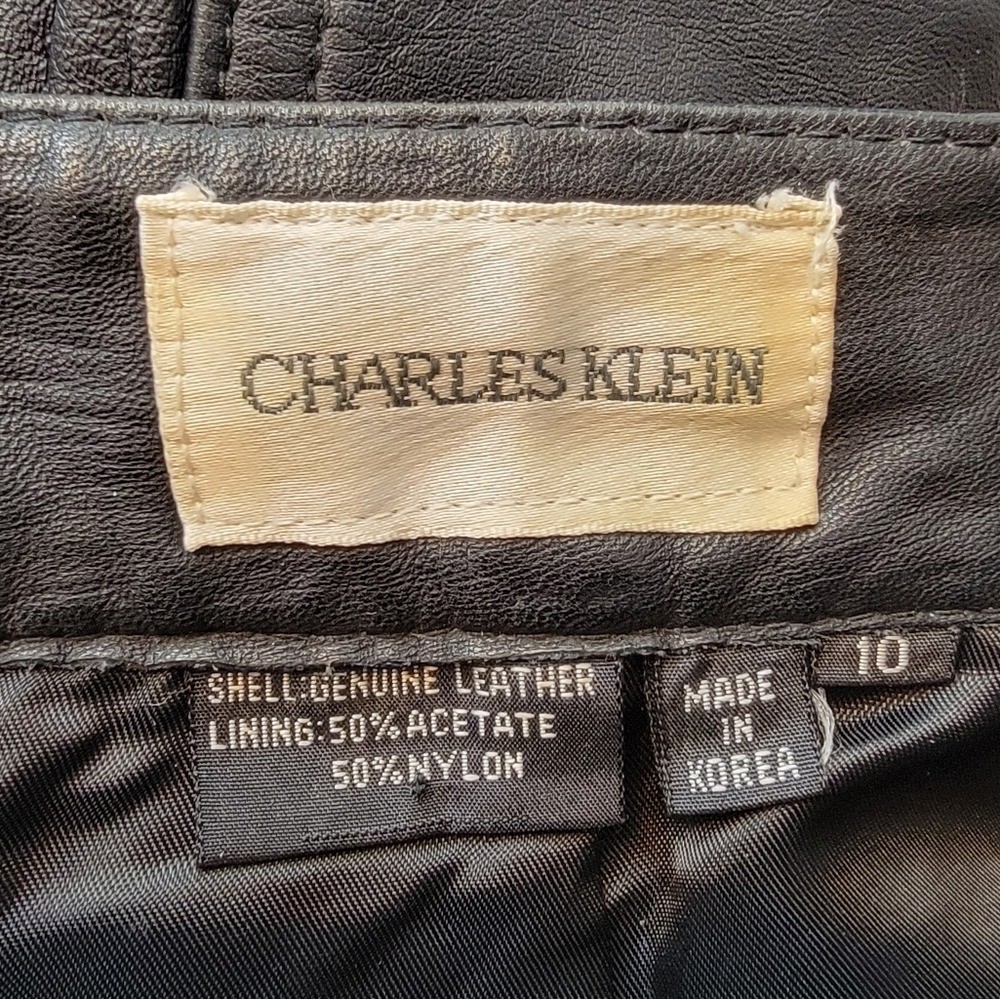 CHARLES KLEIN
SHELL:GENUINE LEATHER
LINING:50% ACETATE
50% NYLON
MADE
IN
KOREA
10